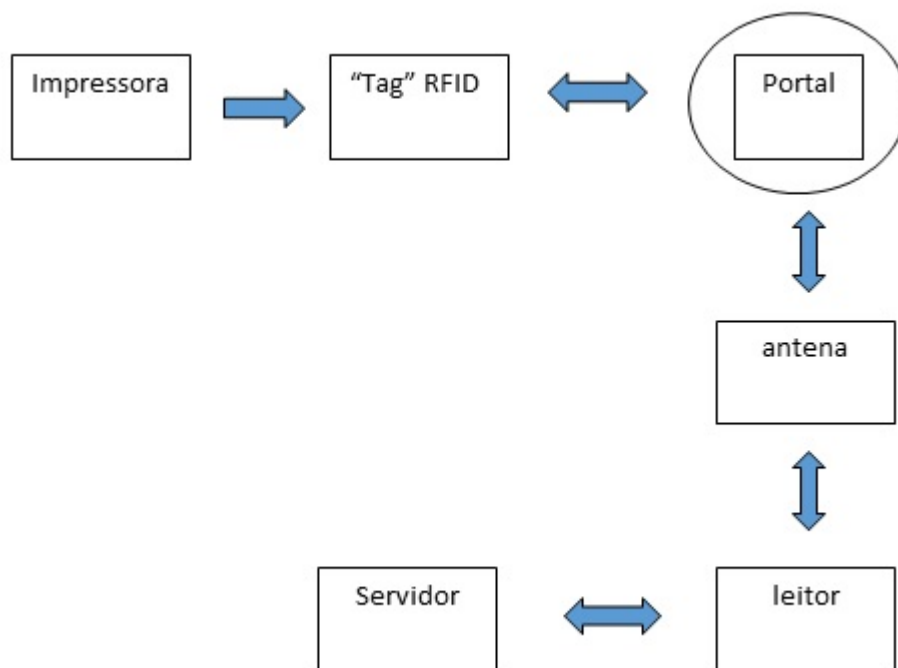 Impressora
“Tag” RFID
Portal
antena
Servidor
leitor